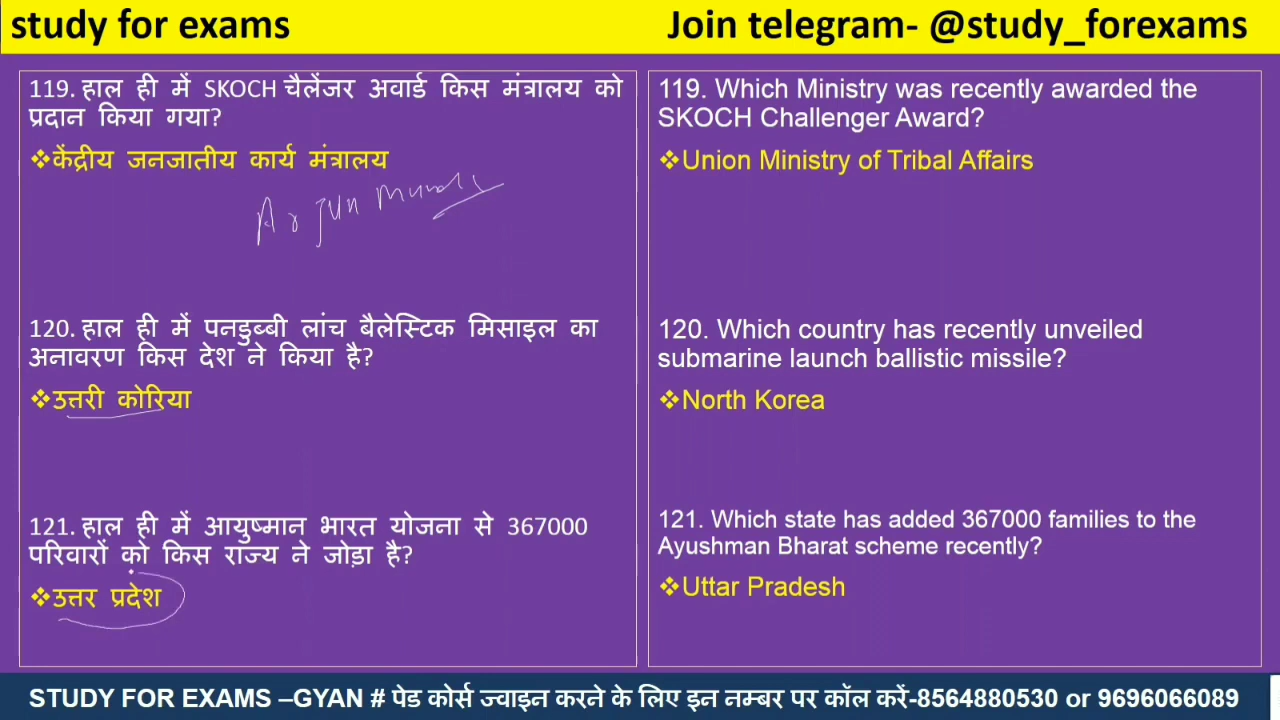 study for exams
Join telegram- @study_forexams
119. हाल ही में SKOCH चैलेंजर अवार्ड किस मंत्रालय को
प्रदान किया गया?
❖केंद्रीय जनजातीय कार्य मंत्रालय
Arjun Munda
120. हाल ही में पनडुब्बी लांच बैलेस्टिक मिसाइल का
अनावरण किस देश ने किया है?
❖उत्तरी कोरिया
121. हाल ही में आयुष्मान भारत योजना से 367000
परिवारों को किस राज्य ने जोड़ा है?
❖उत्तर प्रदेश
119. Which Ministry was recently awarded the
SKOCH Challenger Award?
❖Union Ministry of Tribal Affairs
120. Which country has recently unveiled
submarine launch ballistic missile?
❖North Korea
121. Which state has added 367000 families to the
Ayushman Bharat scheme recently?
❖Uttar Pradesh
STUDY FOR EXAMS –GYAN # पेड कोर्स ज्वाइन करने के लिए इन नम्बर पर कॉल करें-8564880530 or 9696066089